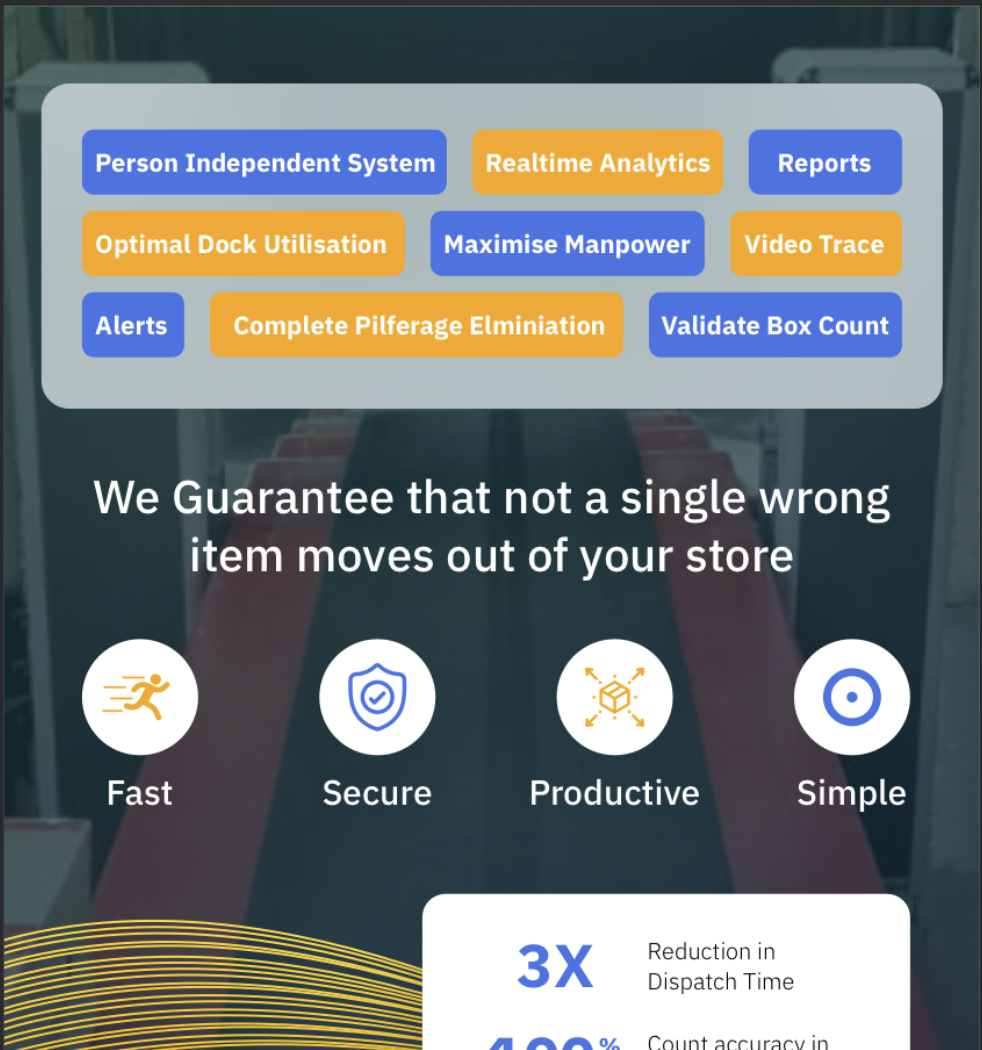 Person Independent System Realtime Analytics Reports
Optimal Dock Utilisation Maximise Manpower Video Trace
Alerts Complete Pilferage Elminiation Validate Box Count
We Guarantee that not a single wrong
item moves out of your store
Fast Secure Productive Simple
3X Reduction in
Dispatch Time
% Count accuracy in